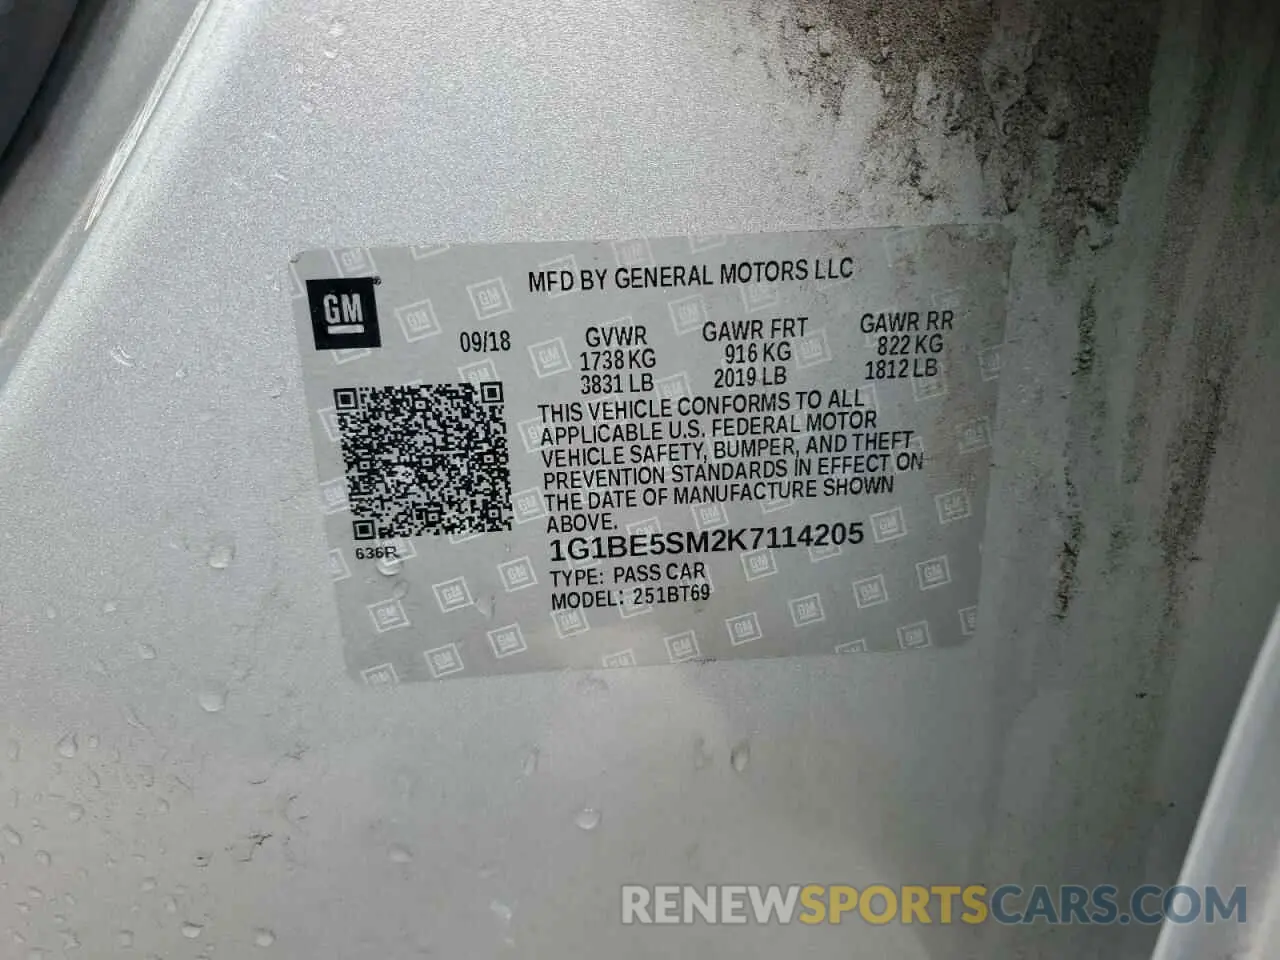 MFD BY GENERAL MOTORS LLC
GM
09/18
GVWR
1738 KG
3831 LB
GAWR FRT
916 KG
2019 LB
GAWR RR
822 KG
1812 LB
THIS VEHICLE CONFORMS TO ALL
APPLICABLE U.S. FEDERAL MOTOR
VEHICLE SAFETY, BUMPER, AND THEFT
PREVENTION STANDARDS IN EFFECT ON
THE DATE OF MANUFACTURE SHOWN
ABOVE.
636R
1G1BE5SM2K7114205
TYPE: PASS CAR
MODEL: 251BT69
RENEWSPORTSCARS.COM